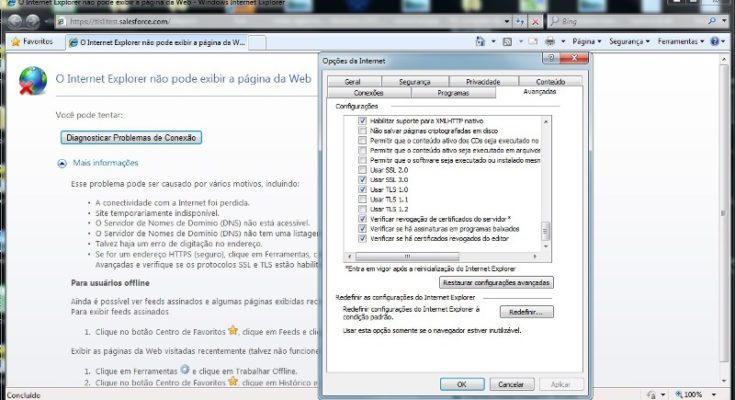 O Internet Explorer não pode exibir a página da Web - Windows Internet Explorer
https://tls1test.salesforce.com/
Bing
Favoritos
O Internet Explorer não pode exibir a página da W...
Página
Segurança
Ferramentas
O Internet Explorer não pode exibir a página da Web
Você pode tentar:
Diagnosticar Problemas de Conexão
Mais informações
Esse problema pode ser causado por vários motivos, incluindo:
• A conectividade com a Internet foi perdida.
• Site temporariamente indisponível.
• O Servidor de Nomes de Domínio (DNS) não está acessível.
• O Servidor de Nomes de Domínio (DNS) não tem uma listagem
• Talvez haja um erro de digitação no endereço.
• Se for um endereço HTTPS (seguro), clique em Ferramentas, c
Avançadas e verifique se os protocolos SSL e TLS estão habilit
Para usuários offline
Ainda é possível ver feeds assinados e algumas páginas exibidas rece
Para exibir feeds assinados
1. Clique no botão Centro de Favoritos , clique em Feeds e cli
Exibir as páginas da Web visitadas recentemente (talvez não funcione
1. Clique em Ferramentas e clique em Trabalhar Offline.
2. Clique no botão Centro de Favoritos , clique em Histórico e
Concluído
100%
Opções da Internet
Geral
Segurança
Privacidade
Conteúdo
Conexões
Programas
Avançadas
Configurações
Habilitar suporte para XMLHTTP nativo
Não salvar páginas criptografadas em disco
Permitir que o conteúdo ativo dos CDs seja executado no
Permitir que o conteúdo ativo seja executado em arquivos
Permitir que o software seja executado ou instalado mesm
Usar SSL 2.0
Usar SSL 3.0
Usar TLS 1.0
Usar TLS 1.1
Usar TLS 1.2
Verificar revogação de certificados do servidor*
Verificar se há assinaturas em programas baixados
Verificar se há certificados revogados do editor
*Entra em vigor após a reinicialização do Internet Explorer
Restaurar configurações avançadas
Redefinir as configurações do Internet Explorer
Redefinir configurações do Internet Explorer à
condição padrão.
Redefinir...
Usar esta opção somente se o navegador estiver inutilizável.
OK
Cancelar
Aplicar